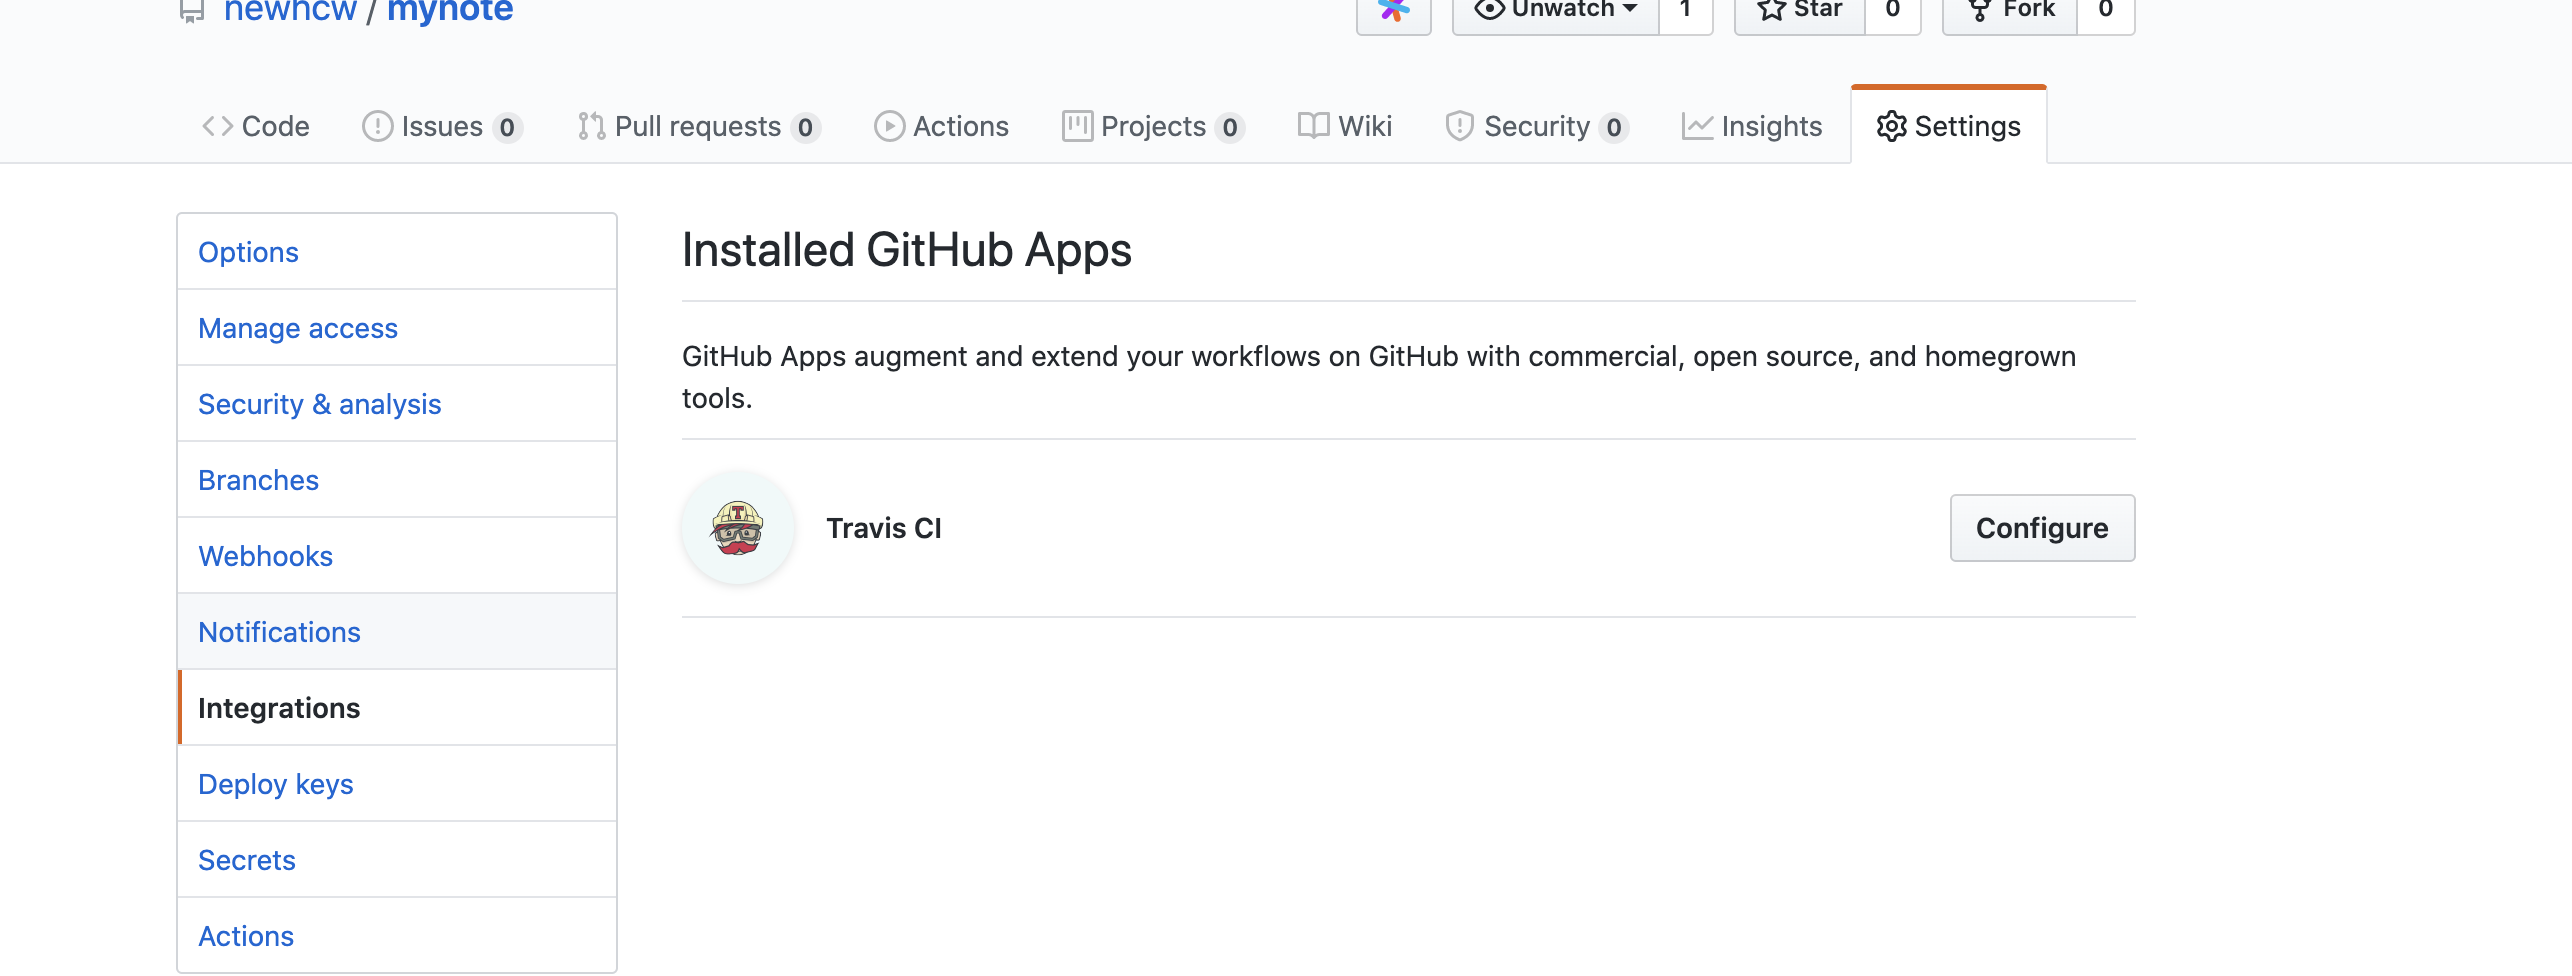 newhcw / mynote
Unwatch 1 Star 0 Fork 0
Code Issues 0 Pull requests 0 Actions Projects 0 Wiki Security 0 Insights Settings
Options
Manage access
Security & analysis
Branches
Webhooks
Notifications
Integrations
Deploy keys
Secrets
Actions
Installed GitHub Apps
GitHub Apps augment and extend your workflows on GitHub with commercial, open source, and homegrown
tools.
T
Travis CI
Configure